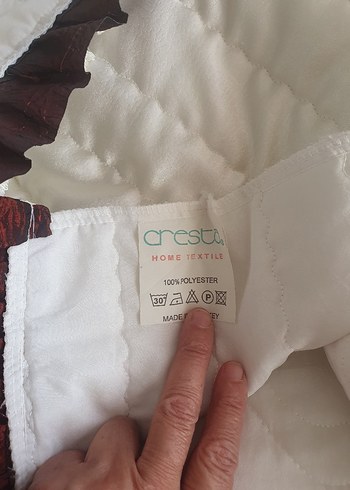 cresta
HOME TEXTILE
100% POLYESTER
30° P
MADE